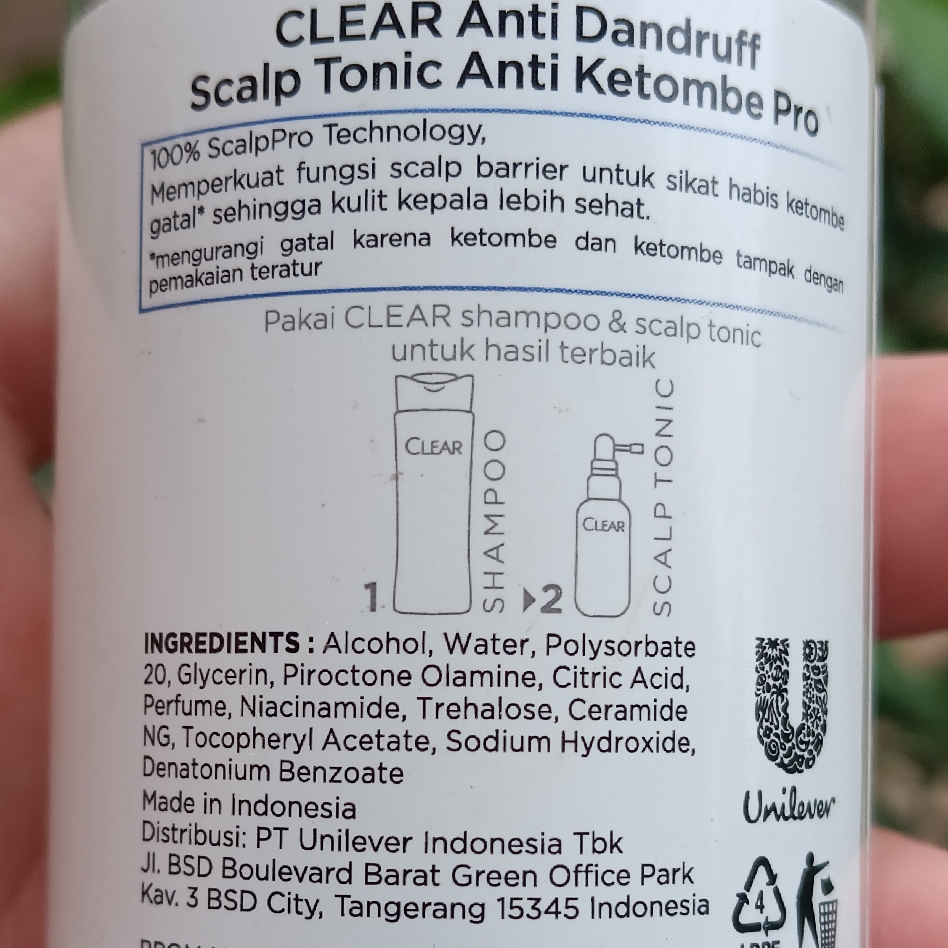 CLEAR Anti Dandruff
Scalp Tonic Anti Ketombe Pro
100% ScalpPro Technology,
Memperkuat fungsi scalp barrier untuk sikat habis ketombe
gatal* sehingga kulit kepala lebih sehat.
*mengurangi gatal karena ketombe dan ketombe tampak dengan
pemakaian teratur
Pakai CLEAR shampoo & scalp tonic
untuk hasil terbaik
CLEAR
SHAMPOO
1
CLEAR
SCALP TONIC
2
INGREDIENTS : Alcohol, Water, Polysorbate
20, Glycerin, Piroctone Olamine, Citric Acid,
Perfume, Niacinamide, Trehalose, Ceramide
NG, Tocopheryl Acetate, Sodium Hydroxide,
Denatonium Benzoate
Made in Indonesia
Distribusi: PT Unilever Indonesia Tbk
Jl. BSD Boulevard Barat Green Office Park
Kav. 3 BSD City, Tangerang 15345 Indonesia
Unilever
4